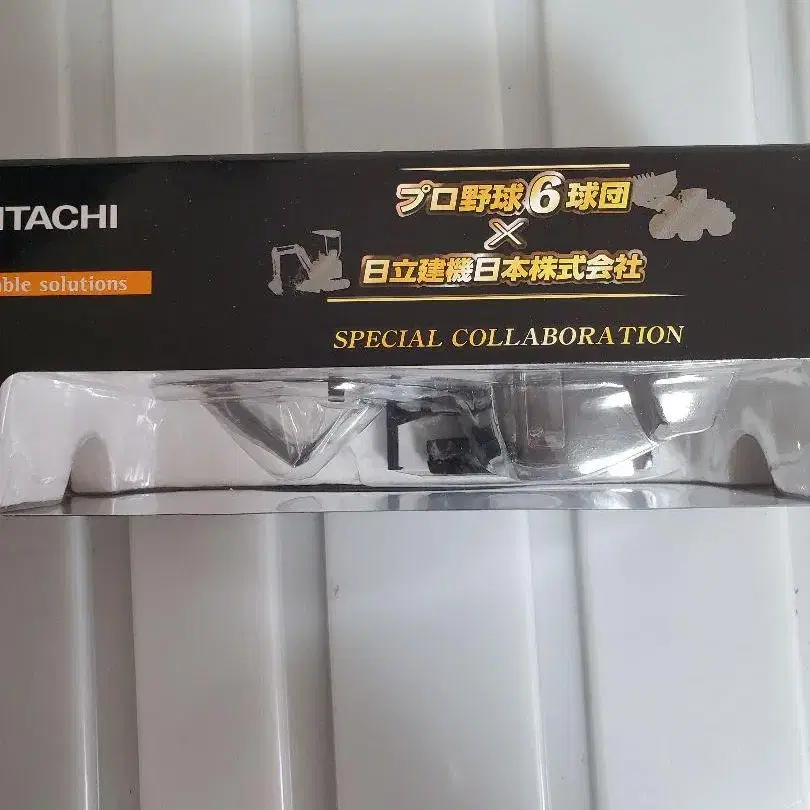 ITACHI
able solutions
プロ野球6球団
×
日立建機日本株式会社
SPECIAL COLLABORATION